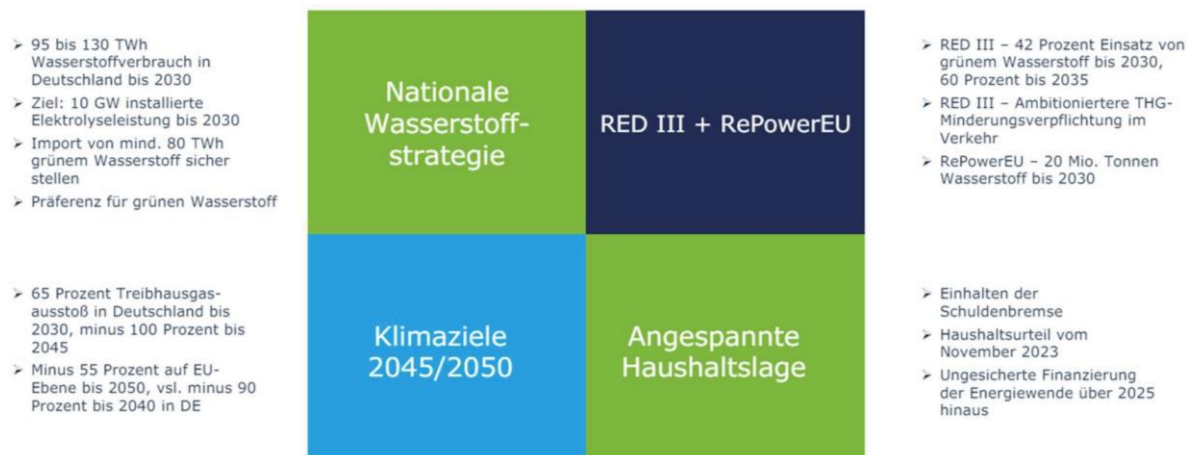 ➢ 95 bis 130 TWh
Wasserstoffverbrauch in
Deutschland bis 2030
➢ Ziel: 10 GW installierte
Elektrolyseleistung bis 2030
➢ Import von mind. 80 TWh
grünem Wasserstoff sicher
stellen
➢ Präferenz für grünen Wasserstoff
Nationale
Wasserstoff-
strategie
RED III + RePowerEU
➢ RED III – 42 Prozent Einsatz von
grünem Wasserstoff bis 2030,
60 Prozent bis 2035
➢ RED III – Ambitioniertere THG-
Minderungsverpflichtung im
Verkehr
➢ RePowerEU – 20 Mio. Tonnen
Wasserstoff bis 2030
➢ 65 Prozent Treibhausgas-
ausstoß in Deutschland bis
2030, minus 100 Prozent bis
2045
➢ Minus 55 Prozent auf EU-
Ebene bis 2050, vsl. minus 90
Prozent bis 2040 in DE
Klimaziele
2045/2050
Angespannte
Haushaltslage
➢ Einhalten der
Schuldenbremse
➢ Haushaltsurteil vom
November 2023
➢ Ungesicherte Finanzierung
der Energiewende über 2025
hinaus